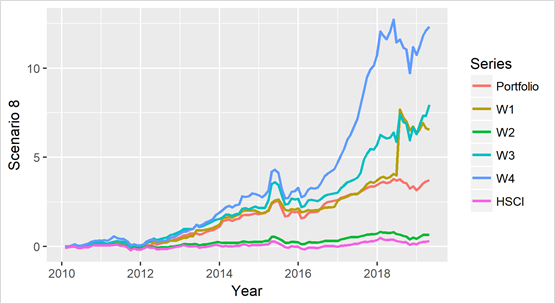 Scenario 8
10
5
0
2010
2012
2014
2016
2018
Year
Series
Portfolio
W1
W2
W3
W4
HSCI